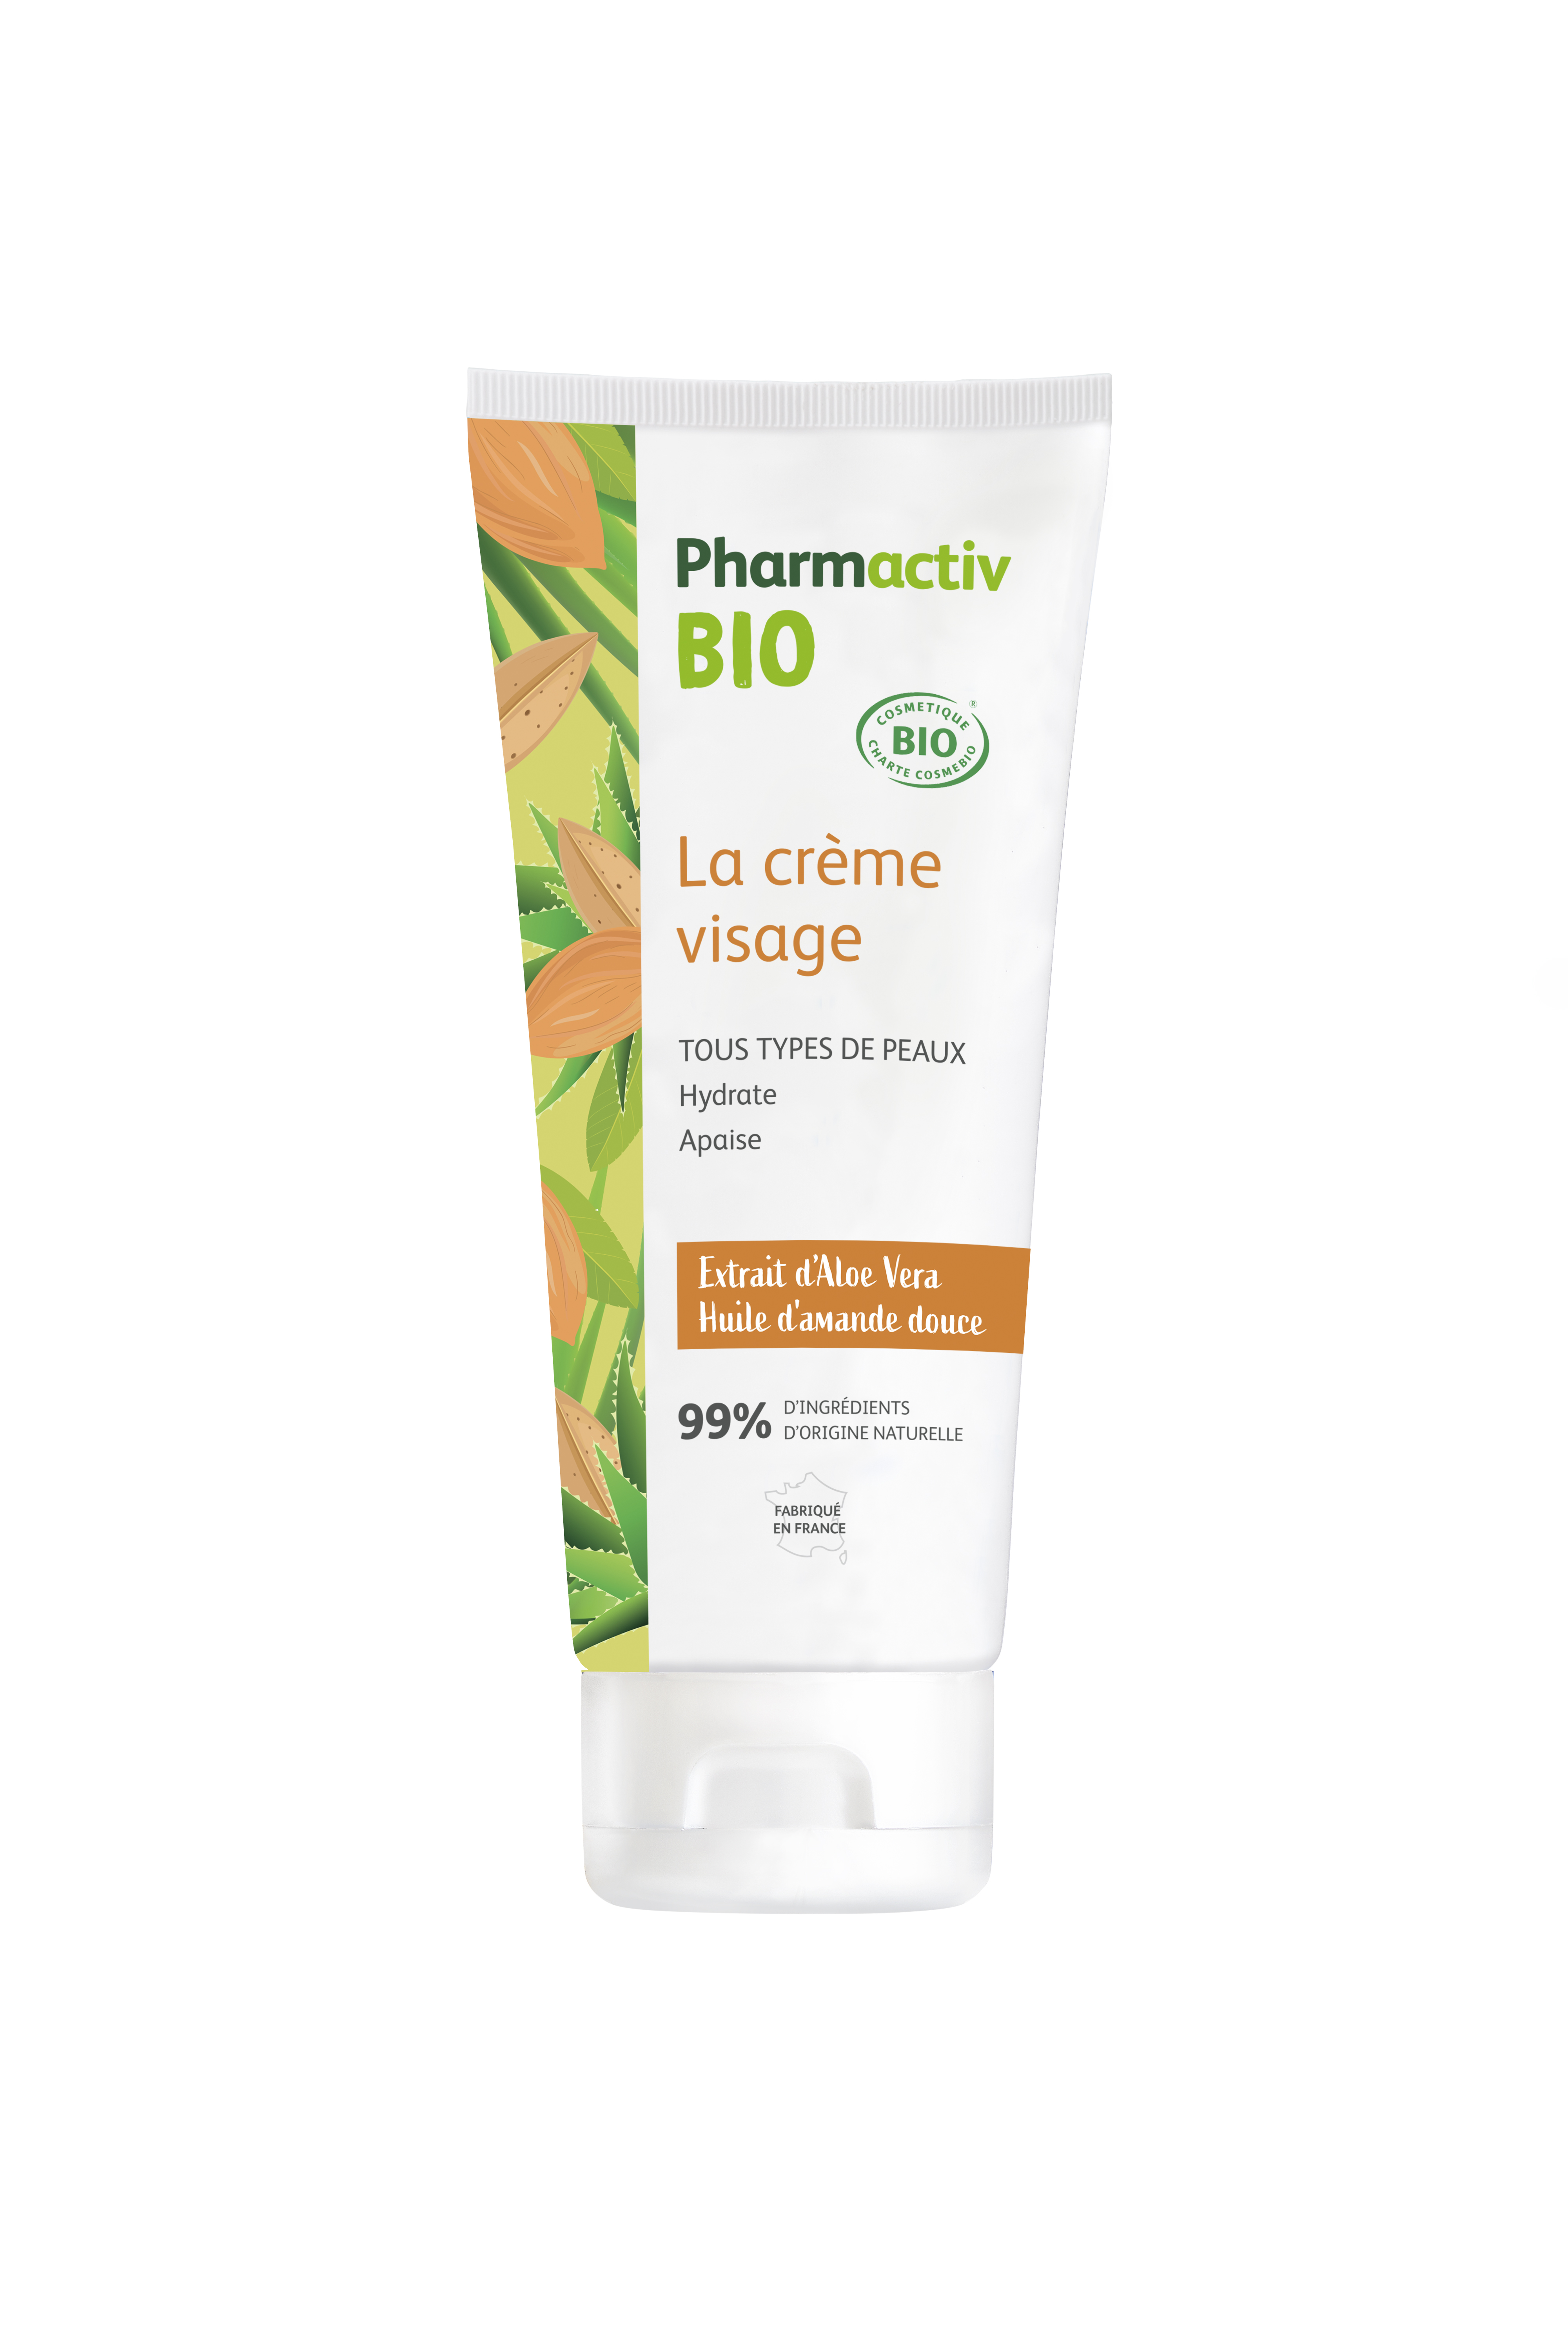 Pharmactiv
BIO
COSMETIQUE
®
BIO
CHARTE COSMEBIO
La crème
visage
TOUS TYPES DE PEAUX
Hydrate
Apaise
Extrait d'Aloe Vera
Huile d'amande douce
99% D'INGRÉDIENTS
D'ORIGINE NATURELLE
FABRIQUÉ
EN FRANCE